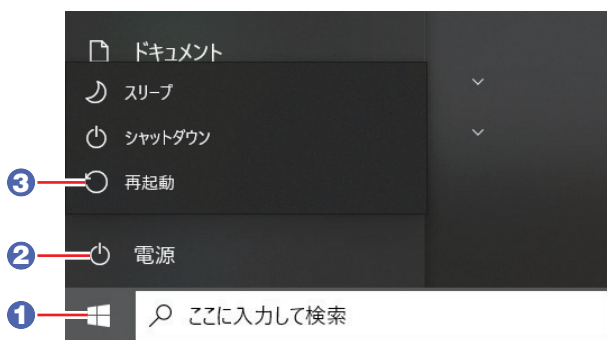 ドキュメント
スリープ
シャットダウン
3 再起動
2 電源
1 ここに入力して検索